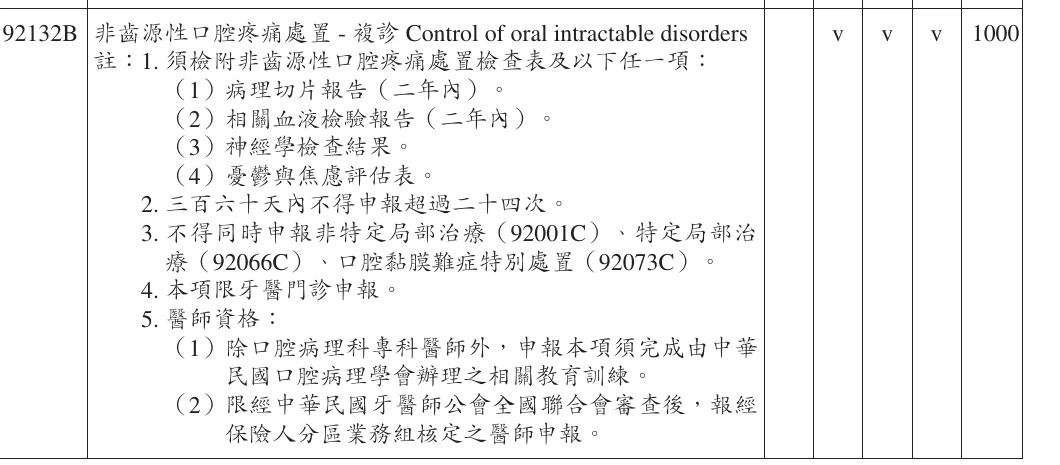 92132B 非齒源性口腔疼痛處置 - 複診 Control of oral intractable disorders v v v 1000
註：1. 須檢附非齒源性口腔疼痛處置檢查表及以下任一項：
（1）病理切片報告（二年內）。
（2）相關血液檢驗報告（二年內）。
（3）神經學檢查結果。
（4）憂鬱與焦慮評估表。
2. 三百六十天內不得申報超過二十四次。
3. 不得同時申報非特定局部治療（92001C）、特定局部治
療（92066C）、口腔黏膜難症特別處置（92073C）。
4. 本項限牙醫門診申報。
5. 醫師資格：
（1）除口腔病理科專科醫師外，申報本項須完成由中華
民國口腔病理學會辦理之相關教育訓練。
（2）限經中華民國牙醫師公會全國聯合會審查後，報經
保險人分區業務組核定之醫師申報。